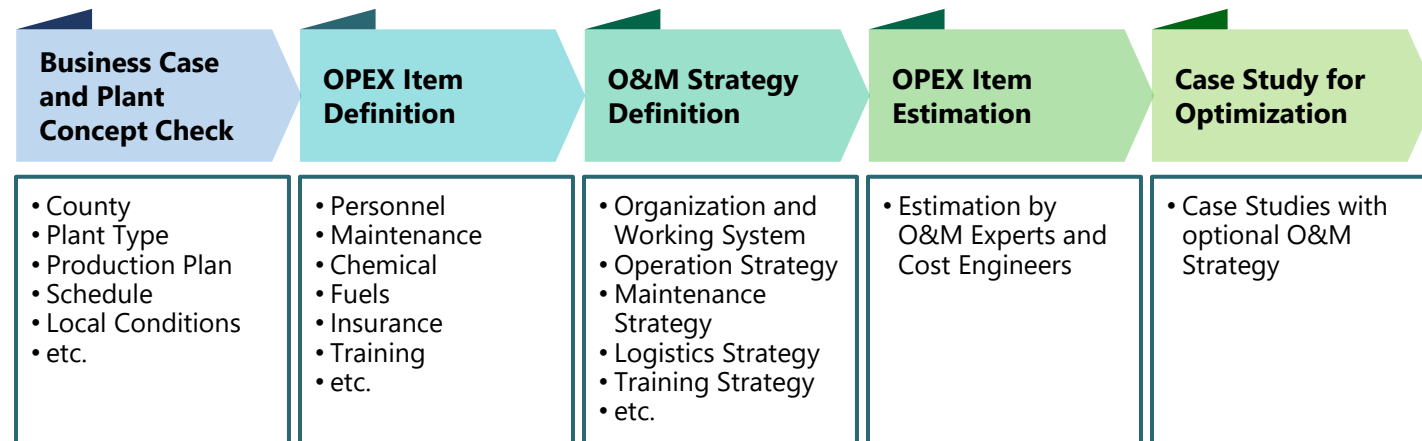 Business Case
and Plant
Concept Check
• County
• Plant Type
• Production Plan
• Schedule
• Local Conditions
• etc.
OPEX Item
Definition
• Personnel
• Maintenance
• Chemical
• Fuels
• Insurance
• Training
• etc.
O&M Strategy
Definition
• Organization and
Working System
• Operation Strategy
• Maintenance
Strategy
• Logistics Strategy
• Training Strategy
• etc.
OPEX Item
Estimation
• Estimation by
O&M Experts and
Cost Engineers
Case Study for
Optimization
• Case Studies with
optional O&M
Strategy